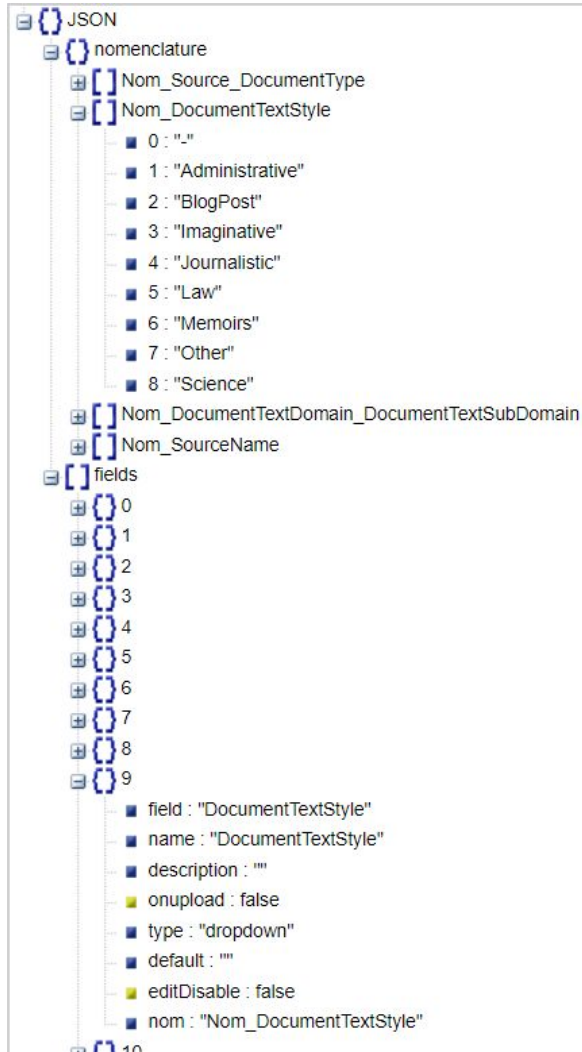 JSON
nomenclature
Nom_Source_DocumentType
Nom_DocumentTextStyle
0 : "-"
1 : "Administrative"
2 : "BlogPost"
3 : "Imaginative"
4 : "Journalistic"
5 : "Law"
6 : "Memoirs"
7 : "Other"
8 : "Science"
Nom_DocumentTextDomain_DocumentTextSubDomain
Nom_SourceName
fields
0
1
2
3
4
5
6
7
8
9
field : "DocumentTextStyle"
name : "DocumentTextStyle"
description : ""
onupload : false
type : "dropdown"
default : ""
editDisable : false
nom : "Nom_DocumentTextStyle"
10